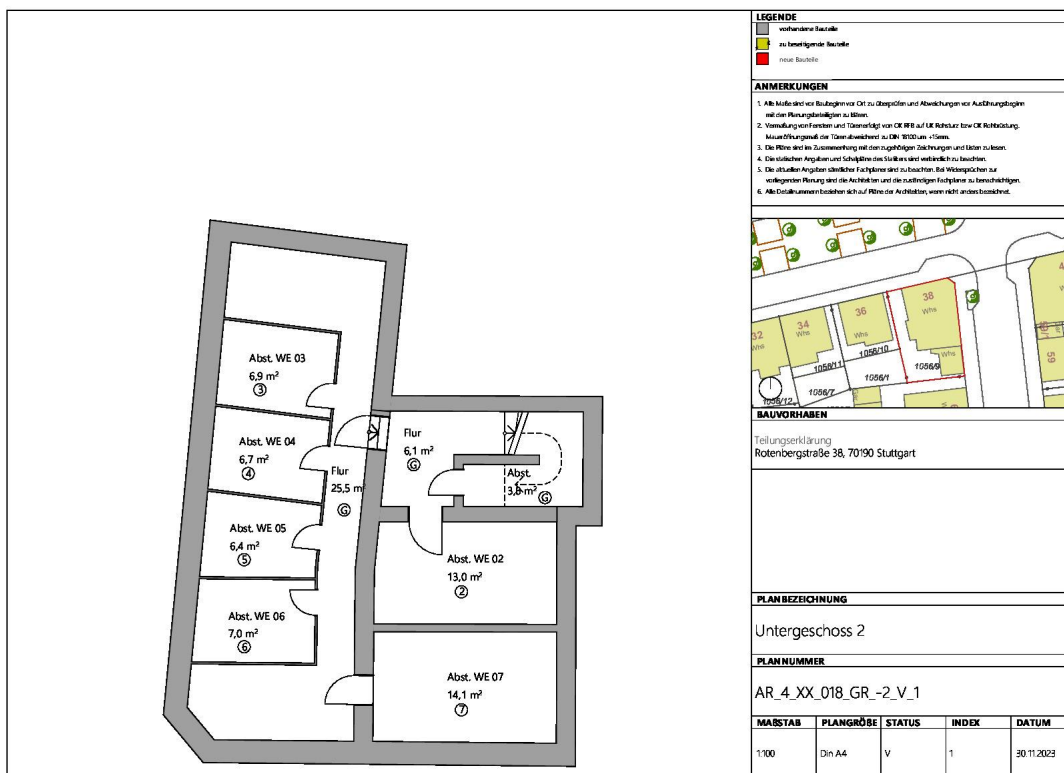 Abst. WE 03
6,9 m²
3
Abst. WE 04
6,7 m²
4
Flur
25,5 m²
G
Abst. WE 05
6,4 m²
5
Abst. WE 06
7,0 m²
6
Flur
6,1 m²
G
Abst.
3,8 m²
G
Abst. WE 02
13,0 m²
2
Abst. WE 07
14,1 m²
7
LEGENDE
vorhandene Bauteile
zu beseitigende Bauteile
neue Bauteile
ANMERKUNGEN
1. Alle Maße sind vor Baubeginn vor Ort zu überprüfen und Abweichungen vor Ausführungsbeginn
mit den Planungsbeteiligten zu klären.
2. Vermaßung von Fenstern und Türen erfolgt von OK RFB auf UK Rohsturz bzw OK Rohbrüstung.
Maueröffnungsmaß der Türen abweichend zu DIN 18100 um +15mm.
3. Die Pläne sind im Zusammenhang mit den zugehörigen Zeichnungen und Listen zu lesen.
4. Die statischen Angaben und Schalpläne des Statikers sind verbindlich zu beachten.
5. Die aktuellen Angaben sämtlicher Fachplaner sind zu beachten. Bei Widersprüchen zur
vorliegenden Planung sind die Architekten und die zuständigen Fachplaner zu benachrichtigen.
6. Alle Detailnummern beziehen sich auf Pläne der Architekten, wenn nicht anders bezeichnet.
32
Whs
34
Whs
36
Whs
38
Whs
Whs
1056/11
1056/10
1056/9
1056/7
1056/1
1056/12
59
BAUVORHABEN
Teilungserklärung
Rotenbergstraße 38, 70190 Stuttgart
PLANBEZEICHNUNG
Untergeschoss 2
PLANNUMMER
AR_4_XX_018_GR_-2_V_1
MAßSTAB PLANGRÖßE STATUS INDEX DATUM
1:100 Din A4 V 1 30.11.2023